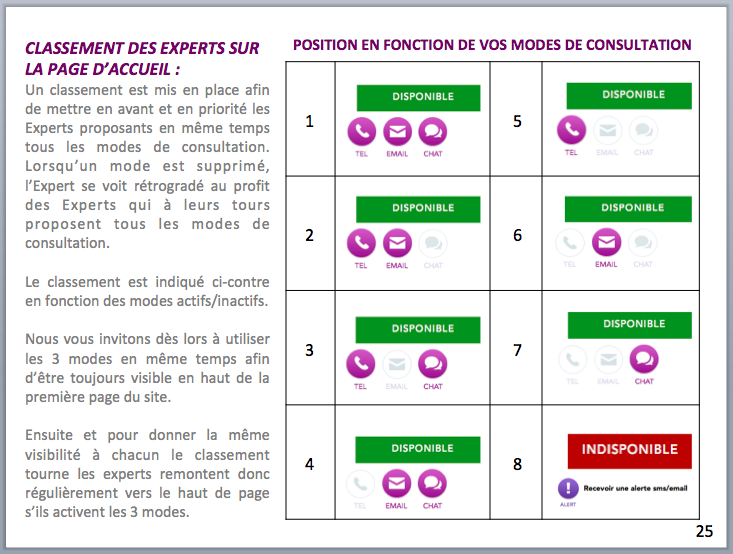 CLASSEMENT DES EXPERTS SUR
LA PAGE D'ACCUEIL :
Un classement est mis en place afin
de mettre en avant et en priorité les
Experts proposants en même temps
tous les modes de consultation.
Lorsqu'un mode est supprimé,
l'Expert se voit rétrogradé au profit
des Experts qui à leurs tours
proposent tous les modes de
consultation.
Le classement est indiqué ci-contre
en fonction des modes actifs/inactifs.
Nous vous invitons dès lors à utiliser
les 3 modes en même temps afin
d'être toujours visible en haut de la
première page du site.
Ensuite et pour donner la même
visibilité à chacun le classement
tourne les experts remontent donc
régulièrement vers le haut de page
s'ils activent les 3 modes.
POSITION EN FONCTION DE VOS MODES DE CONSULTATION
1
DISPONIBLE
TEL EMAIL CHAT
5
DISPONIBLE
TEL EMAIL CHAT
2
DISPONIBLE
TEL EMAIL CHAT
6
DISPONIBLE
TEL EMAIL CHAT
3
DISPONIBLE
TEL EMAIL CHAT
7
DISPONIBLE
TEL EMAIL CHAT
4
DISPONIBLE
TEL EMAIL CHAT
8
INDISPONIBLE
Recevoir une alerte sms/email
ALERT
25